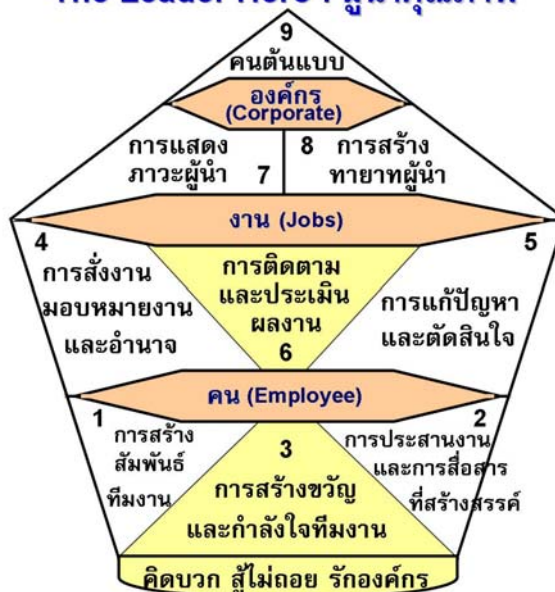 The Leader Hero : ผู้นำคุณภาพ
9
คนต้นแบบ
องค์กร
(Corporate)
การแสดง
ภาวะผู้นำ
7
8
การสร้าง
ทายาทผู้นำ
งาน (Jobs)
4
การสั่งงาน
มอบหมายงาน
และอำนาจ
การติดตาม
และประเมิน
ผลงาน
6
5
การแก้ปัญหา
และตัดสินใจ
คน (Employee)
1
การสร้าง
สัมพันธ์
ทีมงาน
3
การสร้างขวัญ
และกำลังใจทีมงาน
2
การประสานงาน
และการสื่อสาร
ที่สร้างสรรค์
คิดบวก สู้ไม่ถอย รักองค์กร